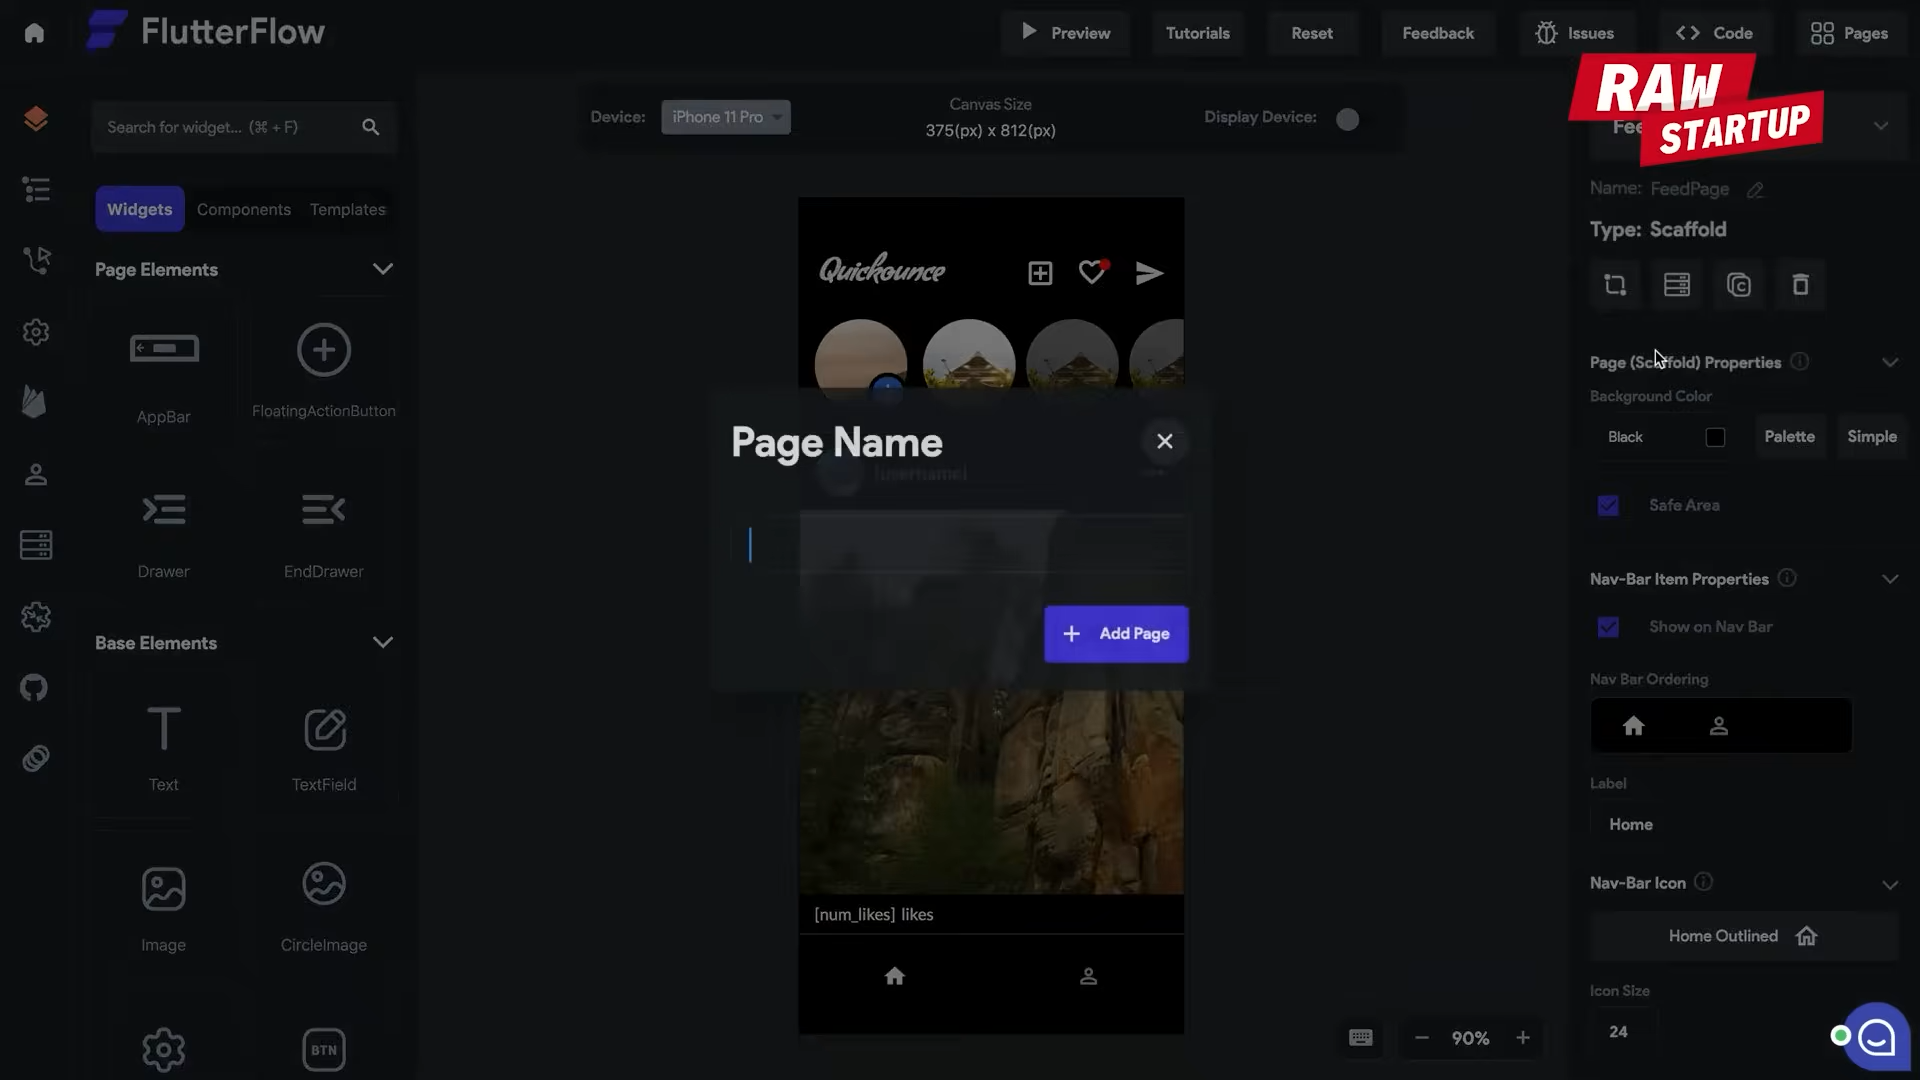 FlutterFlow
Preview
Tutorials
Reset
Feedback
Issues
Code
Pages
RAW
STARTUP
Search for widget... (⌘ + F)
Device:
iPhone 11 Pro
Canvas Size
375(px) x 812(px)
Display Device:
Fee
Name: FeedPage
Type: Scaffold
Widgets
Components
Templates
Page Elements
AppBar
FloatingActionButton
Drawer
EndDrawer
Base Elements
Text
TextField
Image
CircleImage
BTN
Quickounce
Page Name
[username]
+ Add Page
[num_likes] likes
Page (Scaffold) Properties
Background Color
Black
Palette
Simple
Safe Area
Nav-Bar Item Properties
Show on Nav Bar
Nav Bar Ordering
Label
Home
Nav-Bar Icon
Home Outlined
Icon Size
24
90%